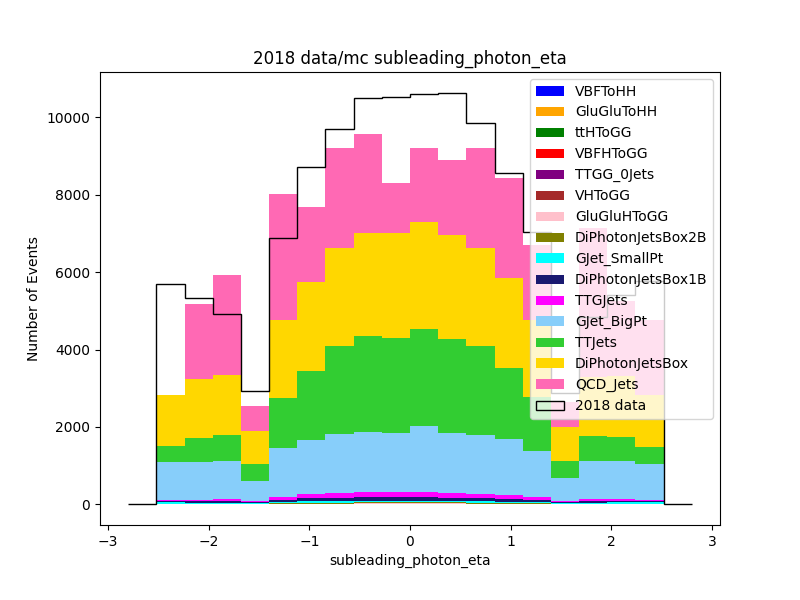 2018 data/mc subleading_photon_eta
10000
8000
6000
4000
2000
0
Number of Events
−3
−2
−1
0
1
2
3
subleading_photon_eta
VBFToHH
GluGluToHH
ttHToGG
VBFHToGG
TTGG_0Jets
VHToGG
GluGluHToGG
DiPhotonJetsBox2B
GJet_SmallPt
DiPhotonJetsBox1B
TTGJets
GJet_BigPt
TTJets
DiPhotonJetsBox
QCD_Jets
2018 data